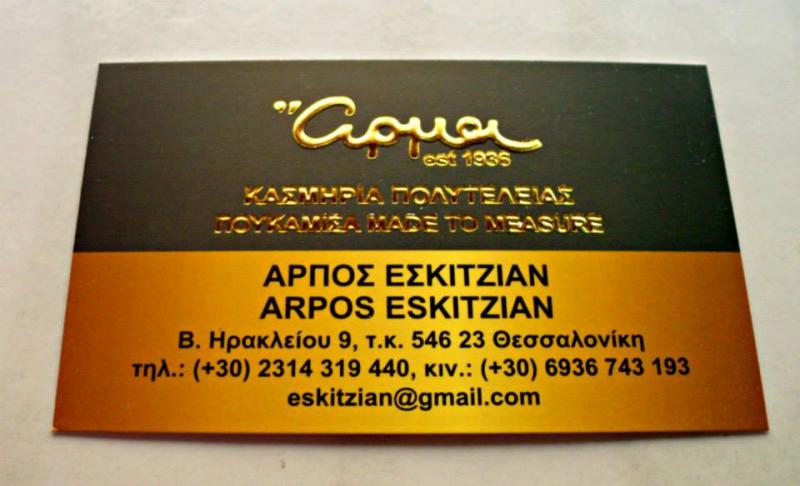 Άρμαι
est 1936
ΚΑΣΜΗΡΙΑ ΠΟΛΥΤΕΛΕΙΑΣ
ΠΟΥΚΑΜΙΣΑ MADE TO MEASURE
ΑΡΠΟΣ ΕΣΚΙΤΖΙΑΝ
ARPOS ESKITZIAN
Β. Ηρακλείου 9, τ.κ. 546 23 Θεσσαλονίκη
τηλ.: (+30) 2314 319 440, κιν.: (+30) 6936 743 193
eskitzian@gmail.com